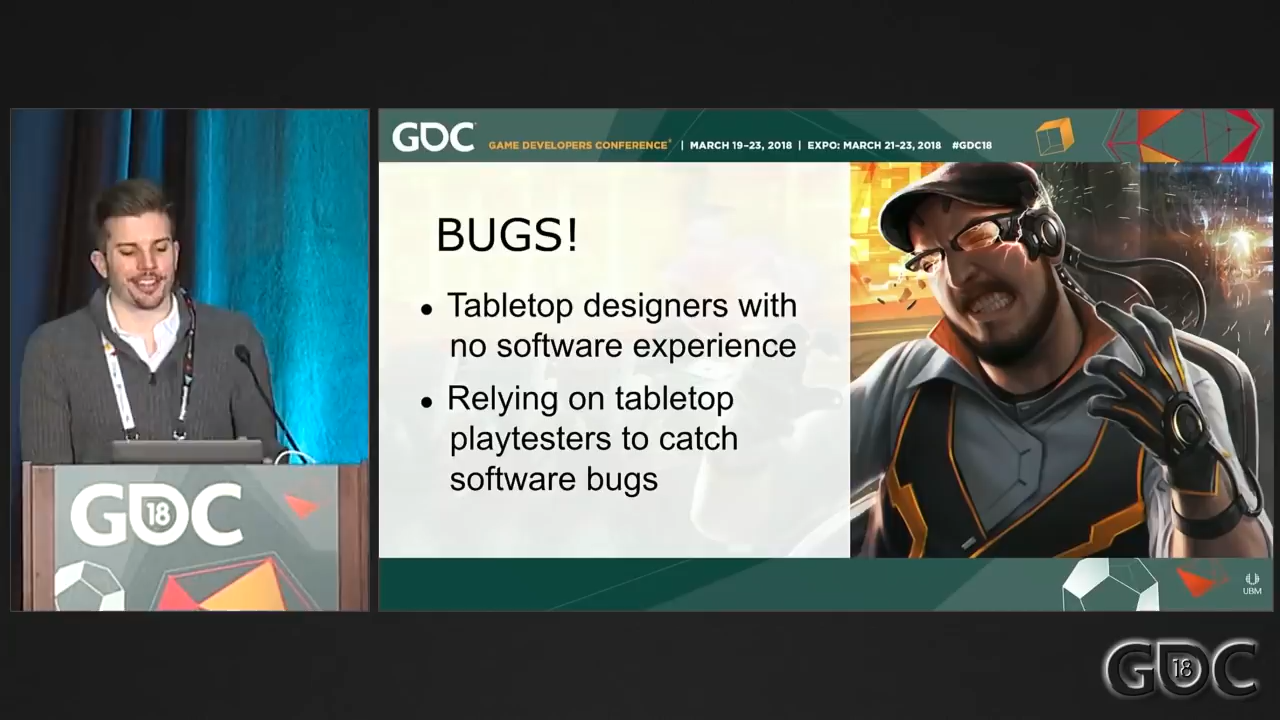 GDC
GAME DEVELOPERS CONFERENCE® | MARCH 19–23, 2018 | EXPO: MARCH 21–23, 2018 #GDC18
BUGS!
• Tabletop designers with
no software experience
• Relying on tabletop
playtesters to catch
software bugs
GDC
18
UBM
GDC
18